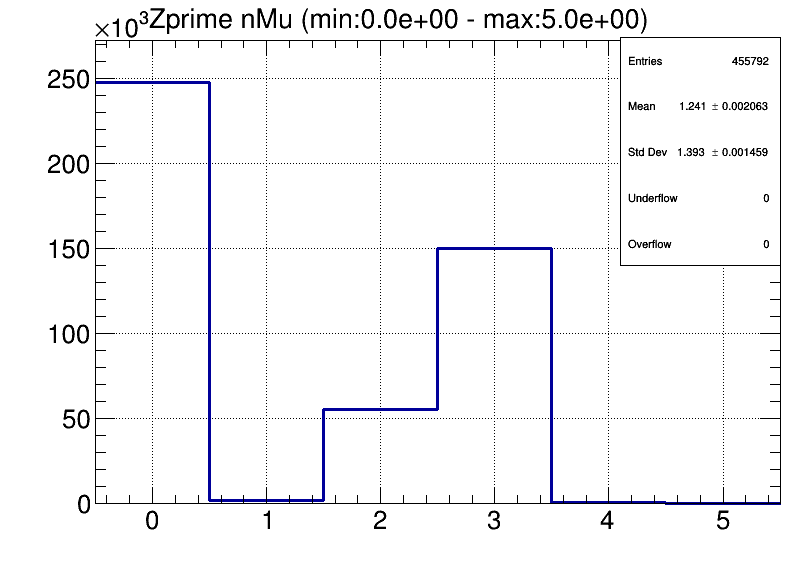 ×10³ Zprime nMu (min:0.0e+00 - max:5.0e+00)
Entries 455792
Mean 1.241 ± 0.002063
Std Dev 1.393 ± 0.001459
Underflow 0
Overflow 0
250
200
150
100
50
0
0 1 2 3 4 5